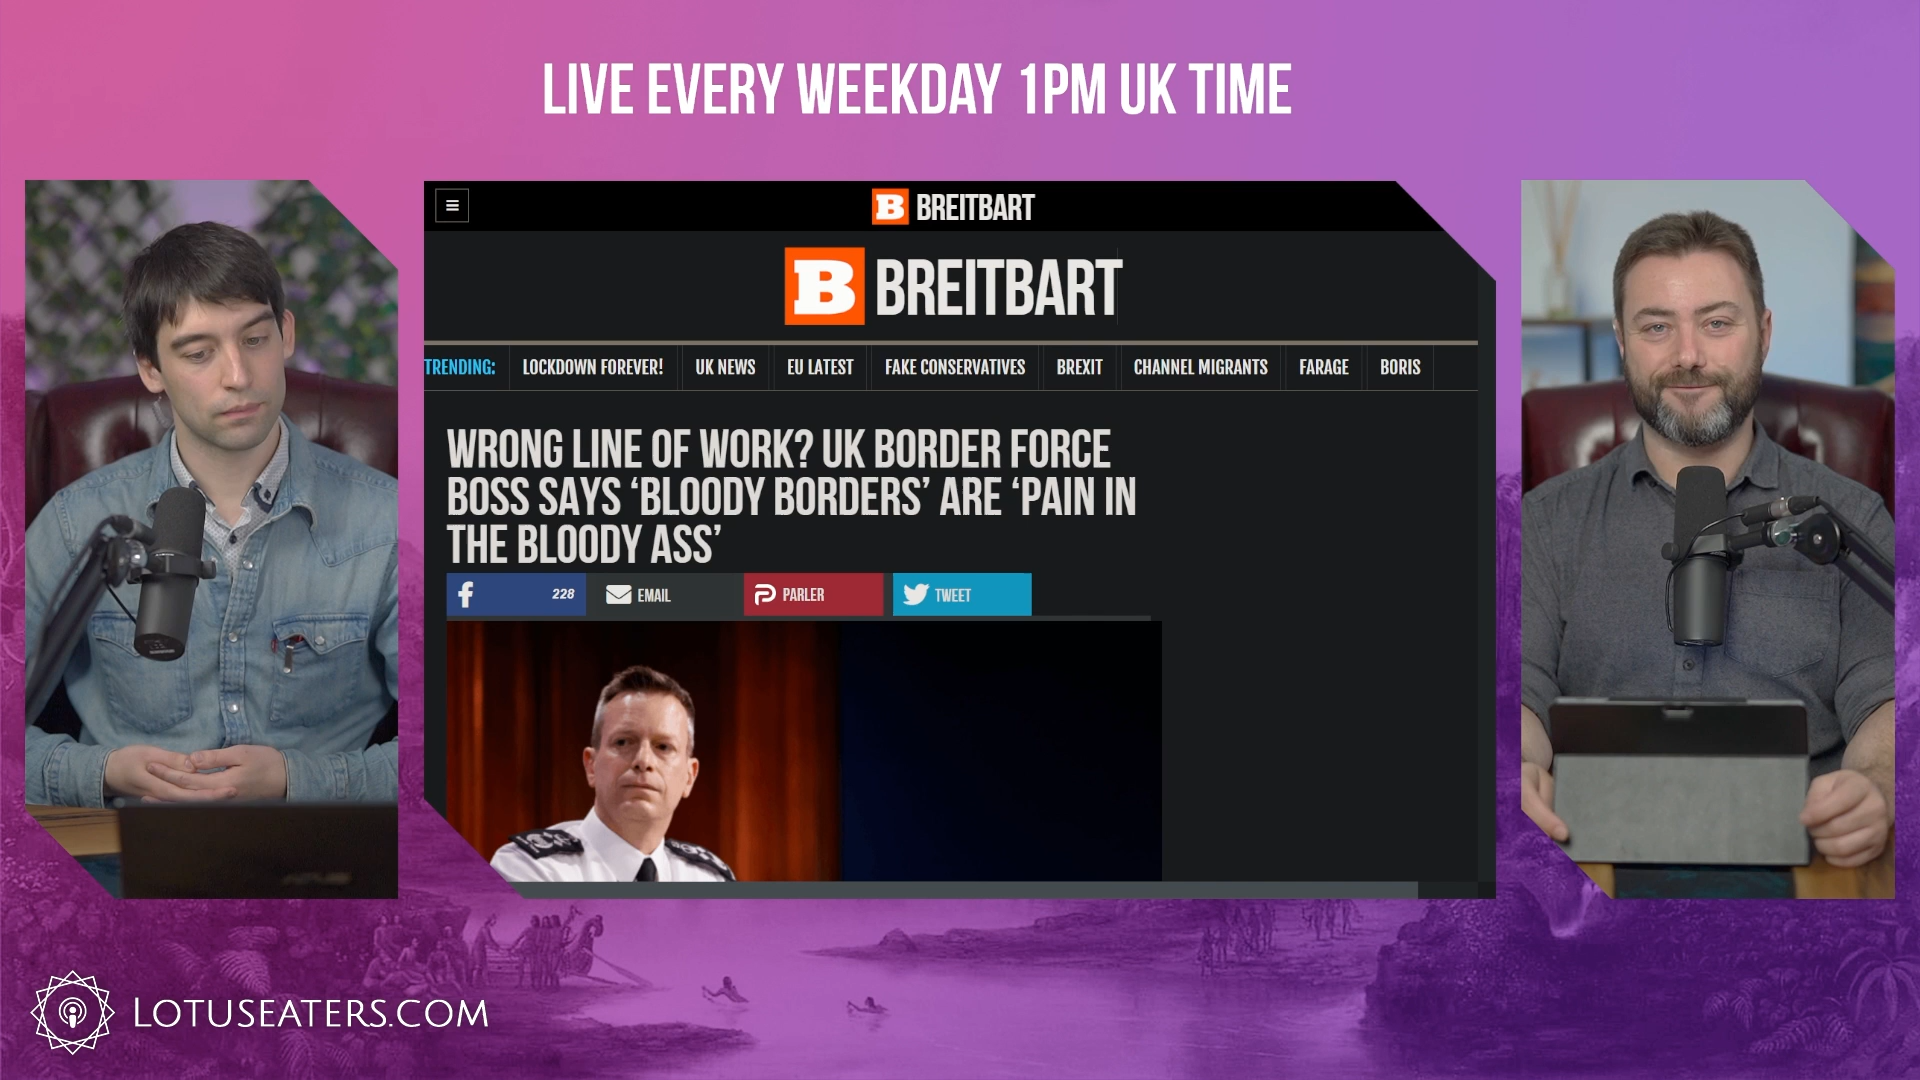 LIVE EVERY WEEKDAY 1PM UK TIME
B BREITBART
B BREITBART
TRENDING: LOCKDOWN FOREVER! UK NEWS EU LATEST FAKE CONSERVATIVES BREXIT CHANNEL MIGRANTS FARAGE BORIS
WRONG LINE OF WORK? UK BORDER FORCE
BOSS SAYS ‘BLOODY BORDERS’ ARE ‘PAIN IN
THE BLOODY ASS’
f 228 EMAIL PARLER TWEET
LOTUSEATERS.COM